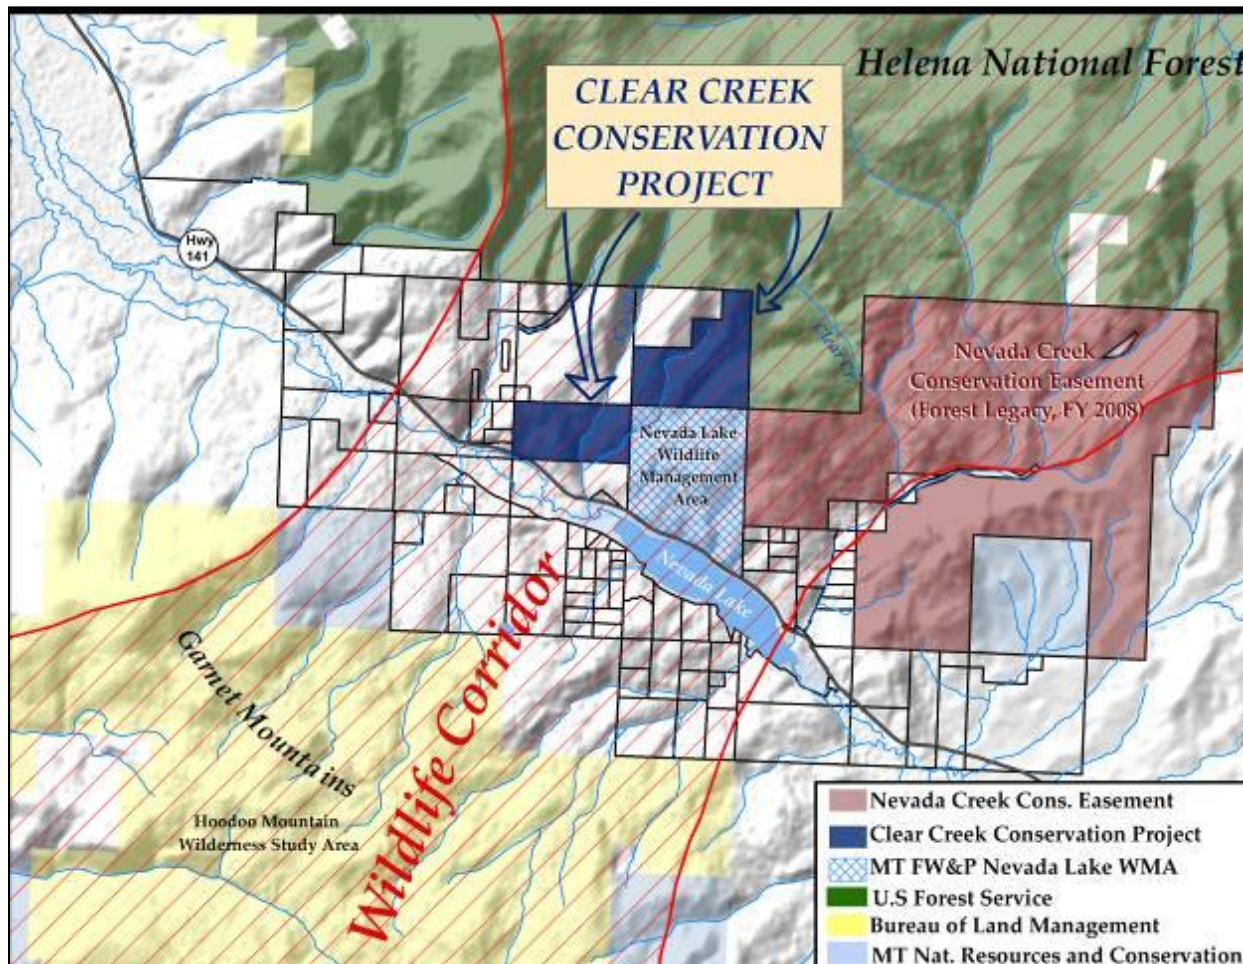 Helena National Forest
CLEAR CREEK
CONSERVATION
PROJECT
Hwy
141
Clear Cr.
Nevada Creek
Conservation Easement
(Forest Legacy, FY 2008)
Nevada Lake
Wildlife
Management
Area
Nevada Lake
Wildlife Corridor
Garnet Mountains
Hoodoo Mountain
Wilderness Study Area
Nevada Creek Cons. Easement
Clear Creek Conservation Project
MT FW&P Nevada Lake WMA
U.S Forest Service
Bureau of Land Management
MT Nat. Resources and Conservation